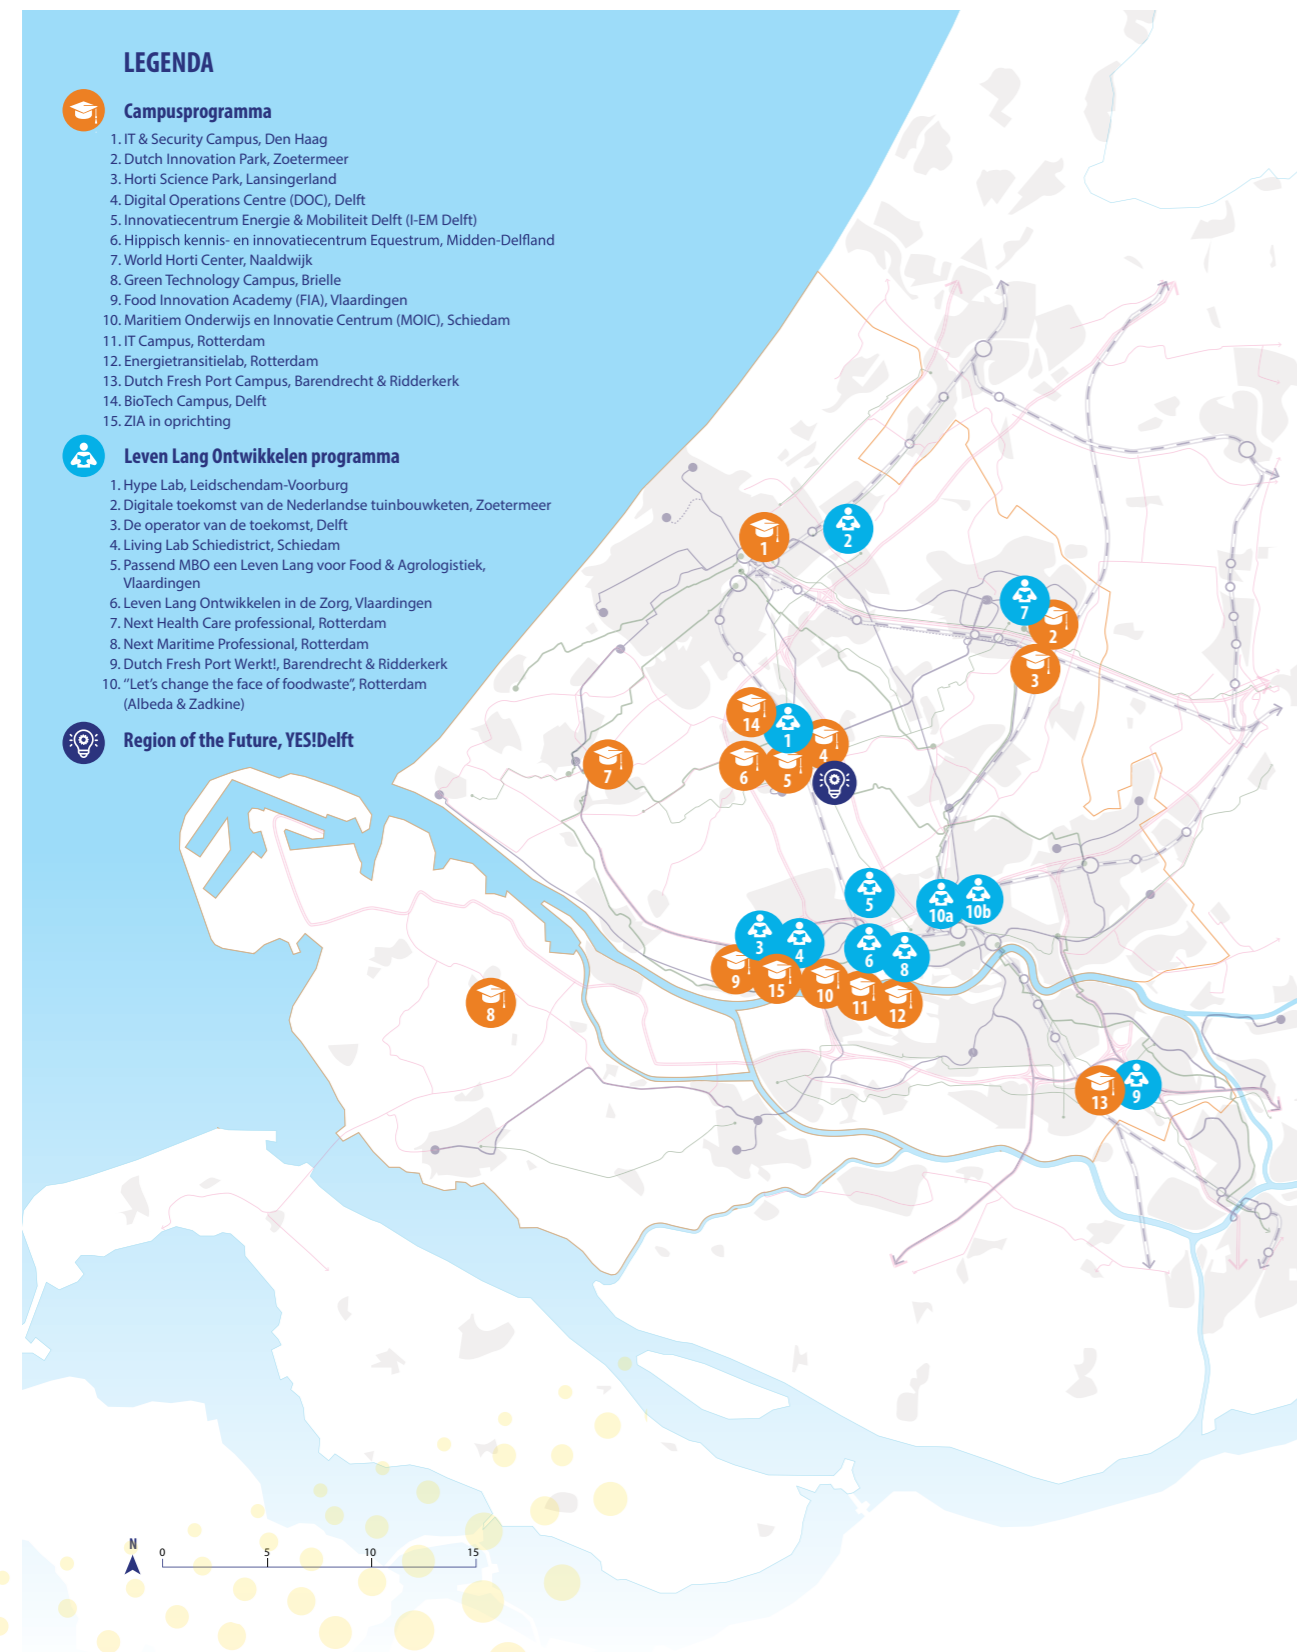 LEGENDA
Campusprogramma
1. IT & Security Campus, Den Haag
2. Dutch Innovation Park, Zoetermeer
3. Horti Science Park, Lansingerland
4. Digital Operations Centre (DOC), Delft
5. Innovatiecentrum Energie & Mobiliteit Delft (I-EM Delft)
6. Hippisch kennis- en innovatiecentrum Equestrum, Midden-Delfland
7. World Horti Center, Naaldwijk
8. Green Technology Campus, Brielle
9. Food Innovation Academy (FIA), Vlaardingen
10. Maritiem Onderwijs en Innovatie Centrum (MOIC), Schiedam
11. IT Campus, Rotterdam
12. Energietransitielab, Rotterdam
13. Dutch Fresh Port Campus, Barendrecht & Ridderkerk
14. BioTech Campus, Delft
15. ZIA in oprichting
Leven Lang Ontwikkelen programma
1. Hype Lab, Leidschendam-Voorburg
2. Digitale toekomst van de Nederlandse tuinbouwketen, Zoetermeer
3. De operator van de toekomst, Delft
4. Living Lab Schiedistrict, Schiedam
5. Passend MBO een Leven Lang voor Food & Agrologistiek,
Vlaardingen
6. Leven Lang Ontwikkelen in de Zorg, Vlaardingen
7. Next Health Care professional, Rotterdam
8. Next Maritime Professional, Rotterdam
9. Dutch Fresh Port Werkt!, Barendrecht & Ridderkerk
10. "Let's change the face of foodwaste", Rotterdam
(Albeda & Zadkine)
Region of the Future, YES!Delft
1
2
7
2
3
14
1
4
7
6
5
5
10a
10b
3
4
6
8
9
15
10
11
12
8
13
9
N
0
5
10
15